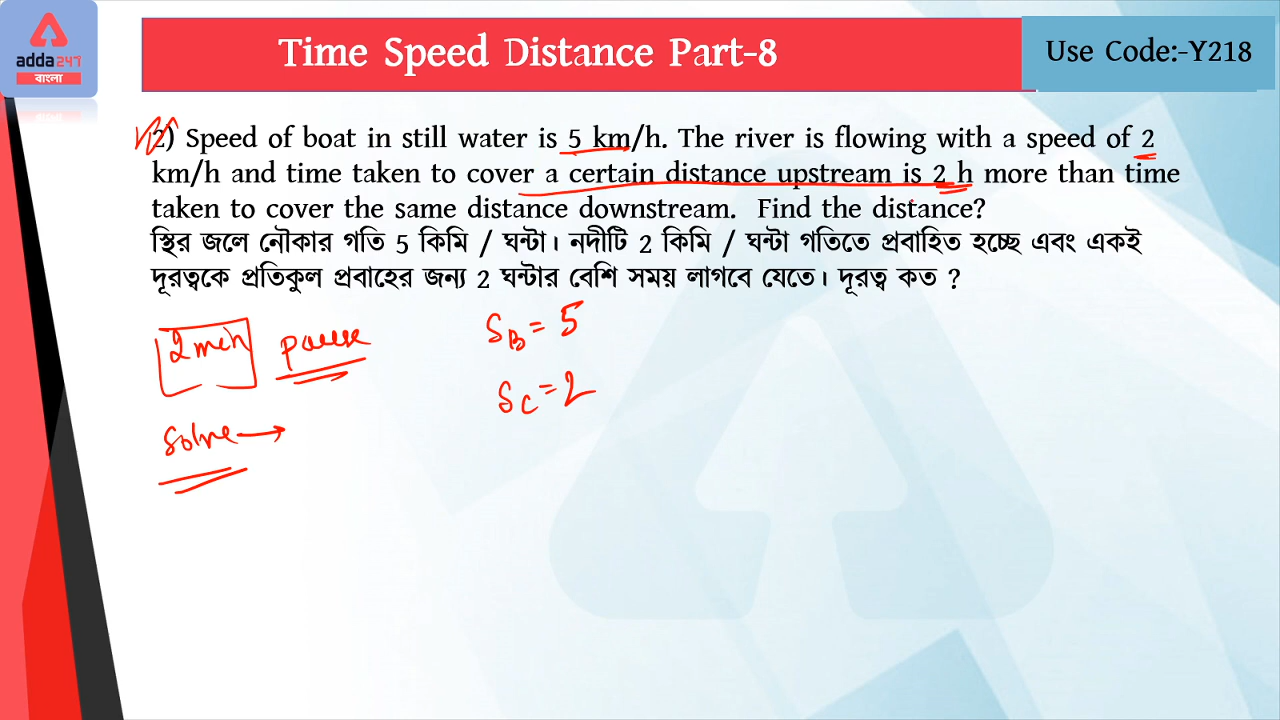 adda247
বাংলা
Time Speed Distance Part-8
Use Code:-Y218
2) Speed of boat in still water is 5 km/h. The river is flowing with a speed of 2
km/h and time taken to cover a certain distance upstream is 2 h more than time
taken to cover the same distance downstream. Find the distance?
স্থির জলে নৌকার গতি 5 কিমি / ঘন্টা। নদীটি 2 কিমি / ঘন্টা গতিতে প্রবাহিত হচ্ছে এবং একই
দূরত্বকে প্রতিকুল প্রবাহের জন্য 2 ঘন্টার বেশি সময় লাগবে যেতে। দূরত্ব কত ?
pause
S_B = 5
S_C = 2
Solve →